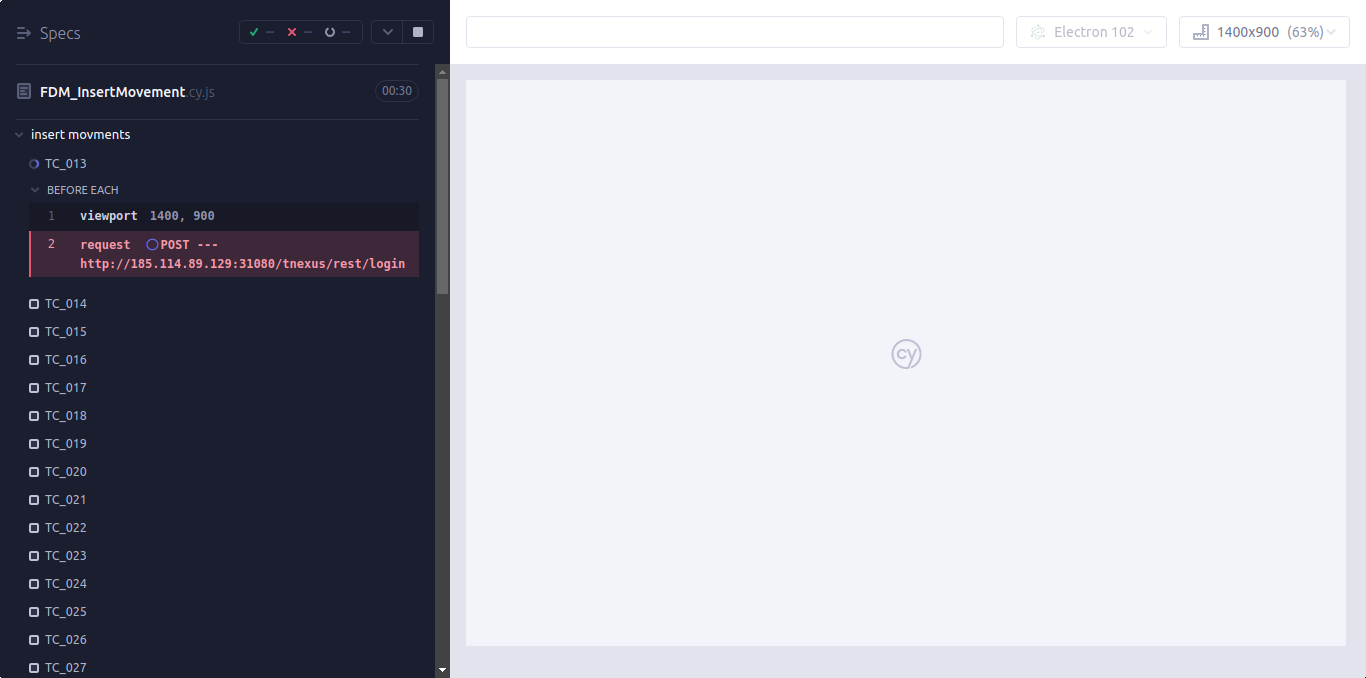 Specs
-- -- --
FDM_InsertMovement.cy.js
00:30
insert movments
TC_013
BEFORE EACH
1 viewport 1400, 900
2 request POST ---
http://185.114.89.129:31080/tnexus/rest/login
TC_014
TC_015
TC_016
TC_017
TC_018
TC_019
TC_020
TC_021
TC_022
TC_023
TC_024
TC_025
TC_026
TC_027
Electron 102
1400x900 (63%)
cy